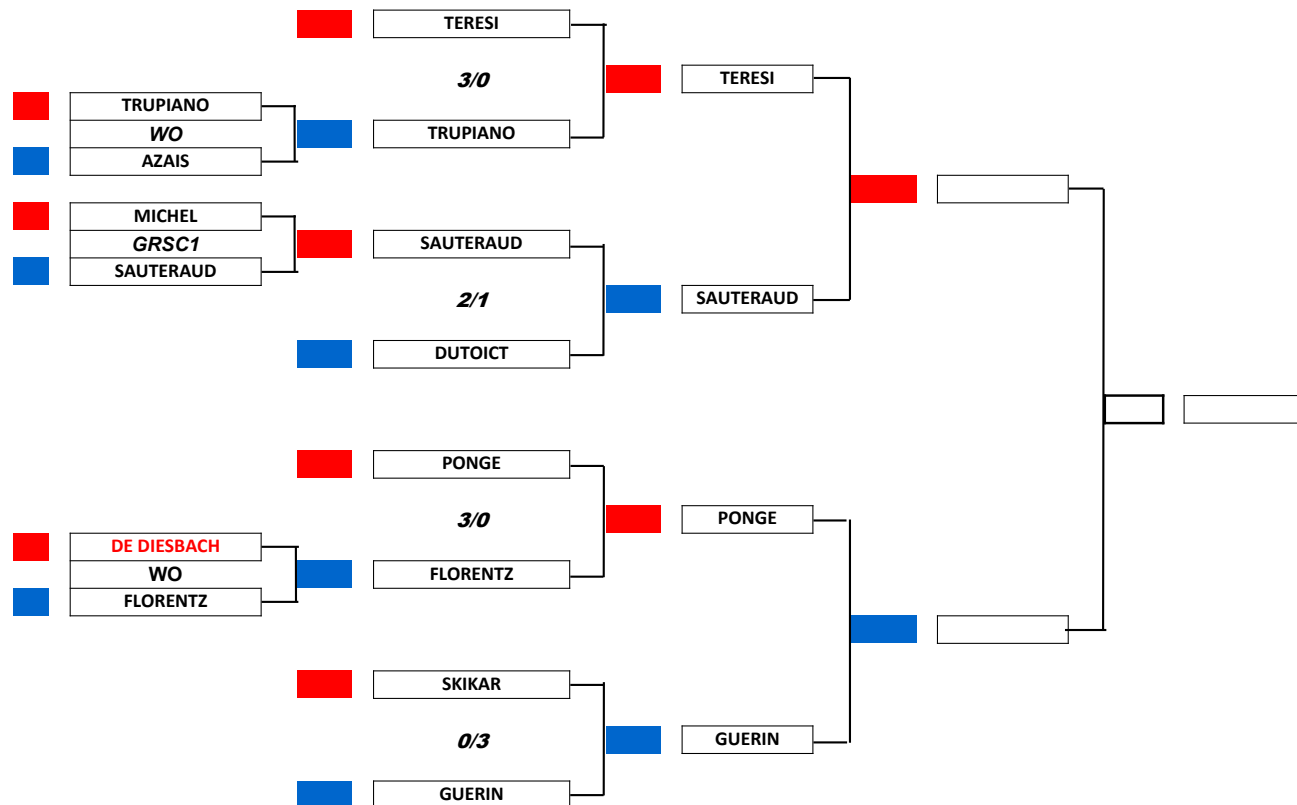 TERESI
3/0
TERESI
TRUPIANO
WO
TRUPIANO
AZAIS
MICHEL
GRSC1
SAUTERAUD
SAUTERAUD
2/1
SAUTERAUD
DUTOICT
PONGE
3/0
PONGE
DE DIESBACH
WO
FLORENTZ
FLORENTZ
SKIKAR
0/3
GUERIN
GUERIN